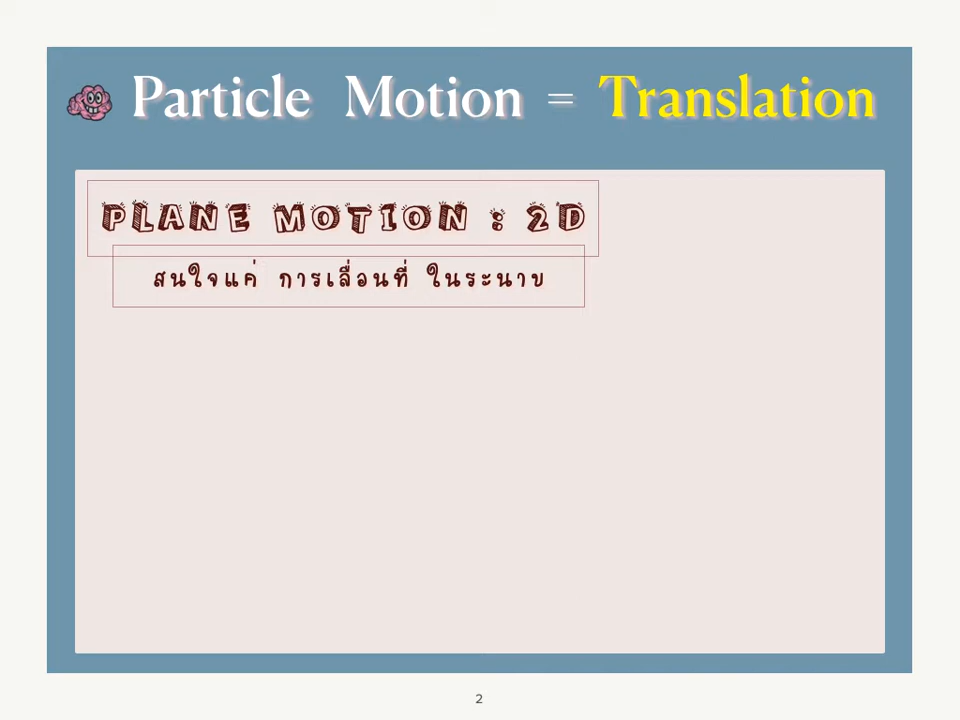 Particle Motion = Translation
PLANE MOTION : 2D
สนใจแค่ การเลื่อนที่ ในระนาบ
2